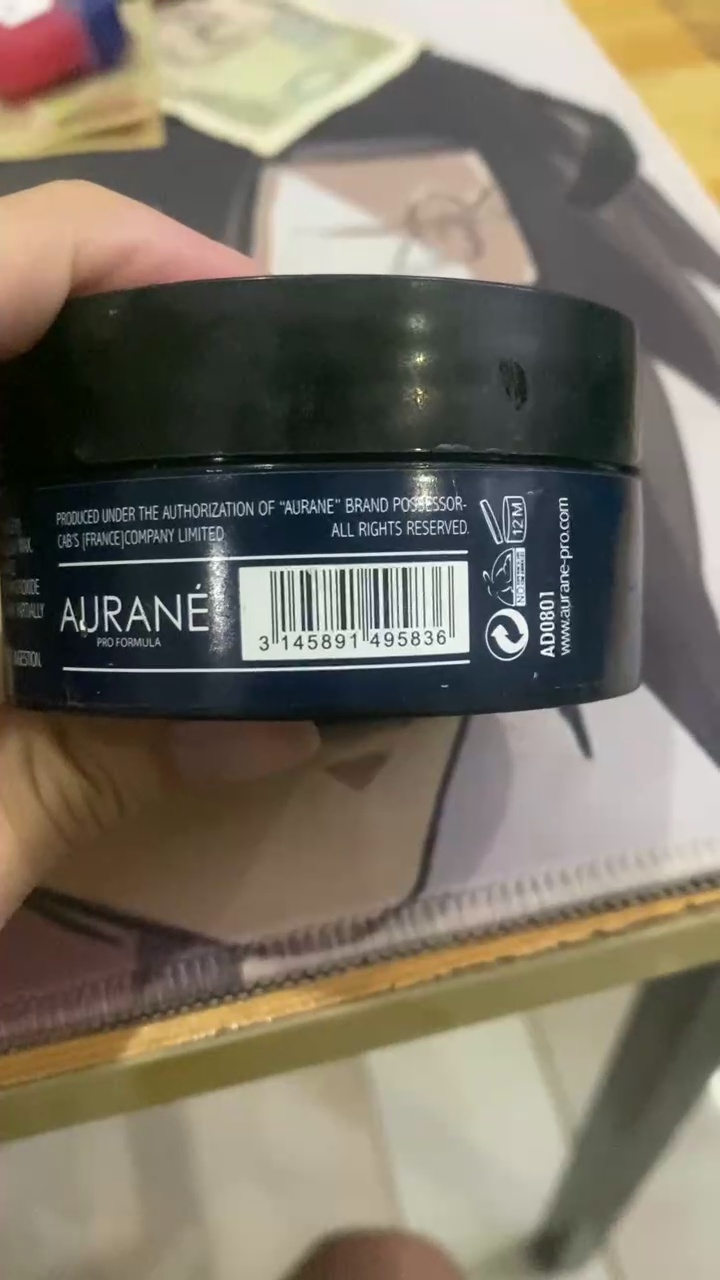 PRODUCED UNDER THE AUTHORIZATION OF "AURANE" BRAND POSSESSOR-
CAB'S (FRANCE)COMPANY LIMITED. ALL RIGHTS RESERVED.
AURANÉ
PRO FORMULA
3 145891 495836
12 M
AD0801
www.aurane-pro.com